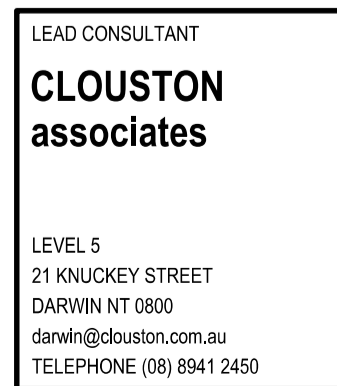 LEAD CONSULTANT
CLOUSTON
associates
LEVEL 5
21 KNUCKEY STREET
DARWIN NT 0800
darwin@clouston.com.au
TELEPHONE (08) 8941 2450